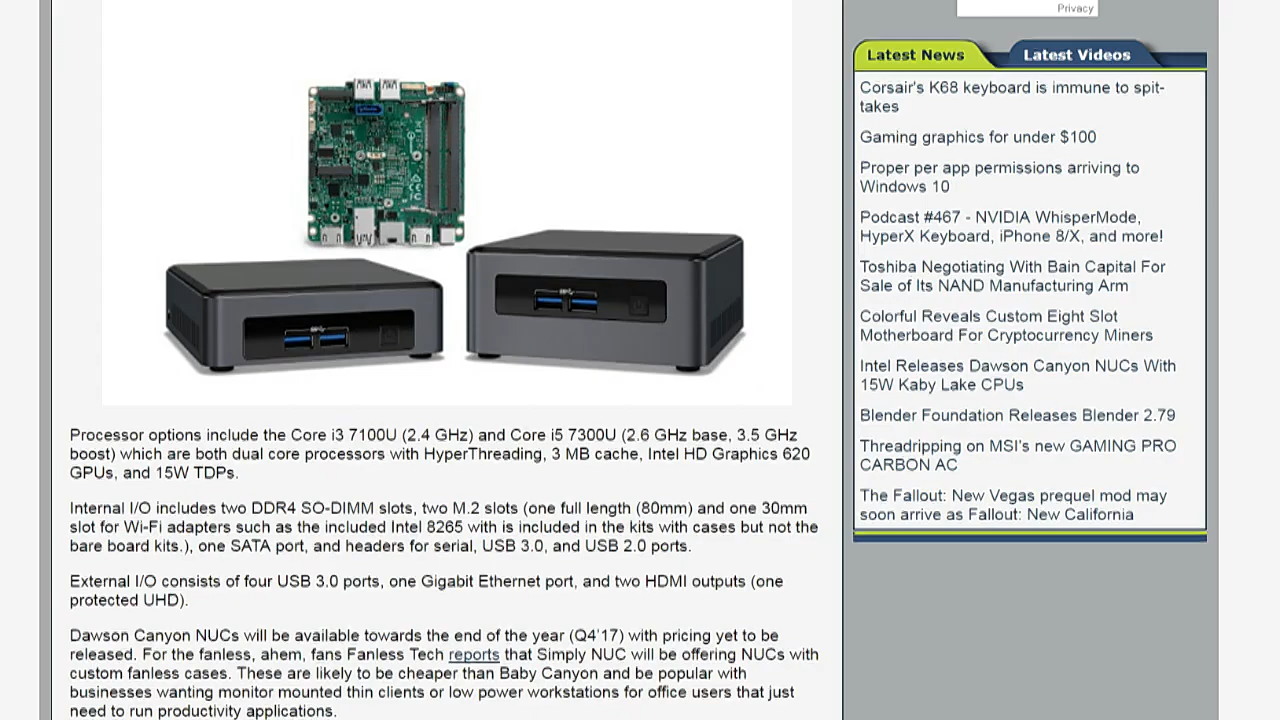 Privacy
Latest News
Latest Videos
Corsair's K68 keyboard is immune to spit-
takes
Gaming graphics for under $100
Proper per app permissions arriving to
Windows 10
Podcast #467 - NVIDIA WhisperMode,
HyperX Keyboard, iPhone 8/X, and more!
Toshiba Negotiating With Bain Capital For
Sale of Its NAND Manufacturing Arm
Colorful Reveals Custom Eight Slot
Motherboard For Cryptocurrency Miners
Intel Releases Dawson Canyon NUCs With
15W Kaby Lake CPUs
Blender Foundation Releases Blender 2.79
Threadripping on MSI's new GAMING PRO
CARBON AC
The Fallout: New Vegas prequel mod may
soon arrive as Fallout: New California
Processor options include the Core i3 7100U (2.4 GHz) and Core i5 7300U (2.6 GHz base, 3.5 GHz
boost) which are both dual core processors with HyperThreading, 3 MB cache, Intel HD Graphics 620
GPUs, and 15W TDPs.
Internal I/O includes two DDR4 SO-DIMM slots, two M.2 slots (one full length (80mm) and one 30mm
slot for Wi-Fi adapters such as the included Intel 8265 with is included in the kits with cases but not the
bare board kits.), one SATA port, and headers for serial, USB 3.0, and USB 2.0 ports.
External I/O consists of four USB 3.0 ports, one Gigabit Ethernet port, and two HDMI outputs (one
protected UHD).
Dawson Canyon NUCs will be available towards the end of the year (Q4'17) with pricing yet to be
released. For the fanless, ahem, fans Fanless Tech reports that Simply NUC will be offering NUCs with
custom fanless cases. These are likely to be cheaper than Baby Canyon and be popular with
businesses wanting monitor mounted thin clients or low power workstations for office users that just
need to run productivity applications.